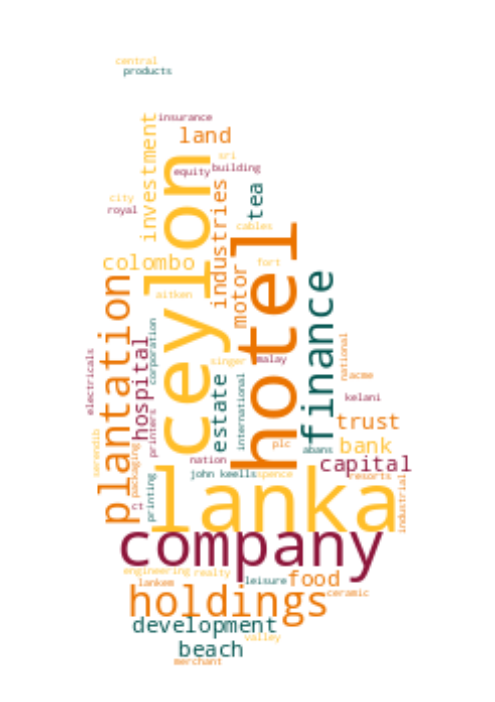 central
products
insurance
investment
land
sri
equity
building
industries
tea
city
royal
cables
ceylon
hotel
colombo
fort
motor
aitken
plantation
finance
corporation
hospital
electricals
singer
malay
national
acme
estate
international
kelani
printers
trust
serendib
plc
abans
bank
packaging
nation
capital
john keells
spence
resorts
printing
lanka
industrial
ct
company
engineering
realty
lankem
leisure
food
ceramic
holdings
development
valley
beach
merchant